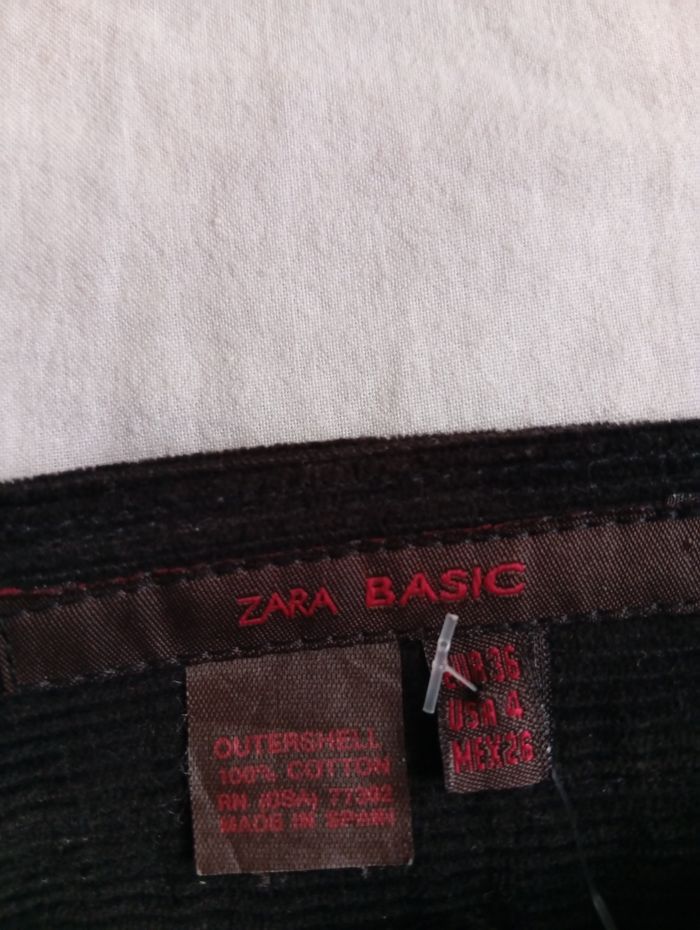 ZARA BASIC
OUTERSHELL
100% COTTON
RN (USA) 77302
MADE IN SPAIN
EUR 36
USA 4
MEX 26